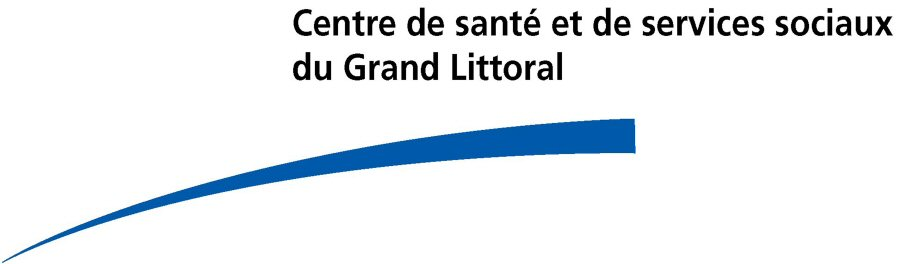 Centre de santé et de services sociaux
du Grand Littoral